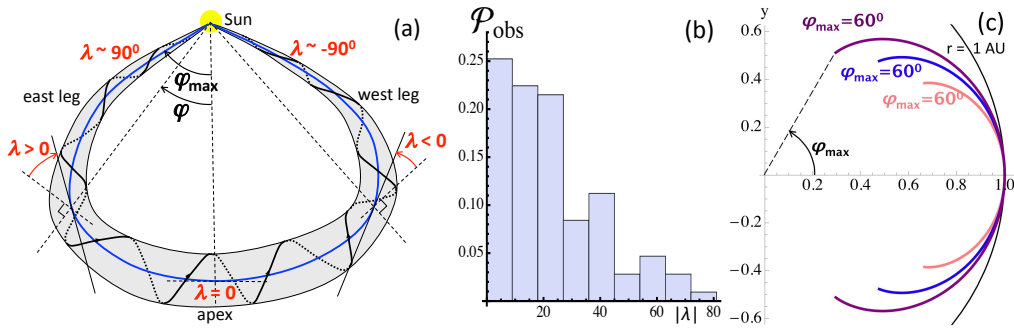 Sun
(a)
λ ~ 90⁰
λ ~ -90⁰
φmax
φ
east leg
west leg
λ > 0
λ < 0
λ = 0
apex
𝒫obs
(b)
0.25
0.20
0.15
0.10
0.05
20
40
60
|λ|
80
y
(c)
φmax=60⁰
r = 1 AU
φmax=60⁰
φmax=60⁰
φmax
0.6
0.4
0.2
0.2
0.4
0.6
0.8
1.0
-0.2
-0.4
-0.6